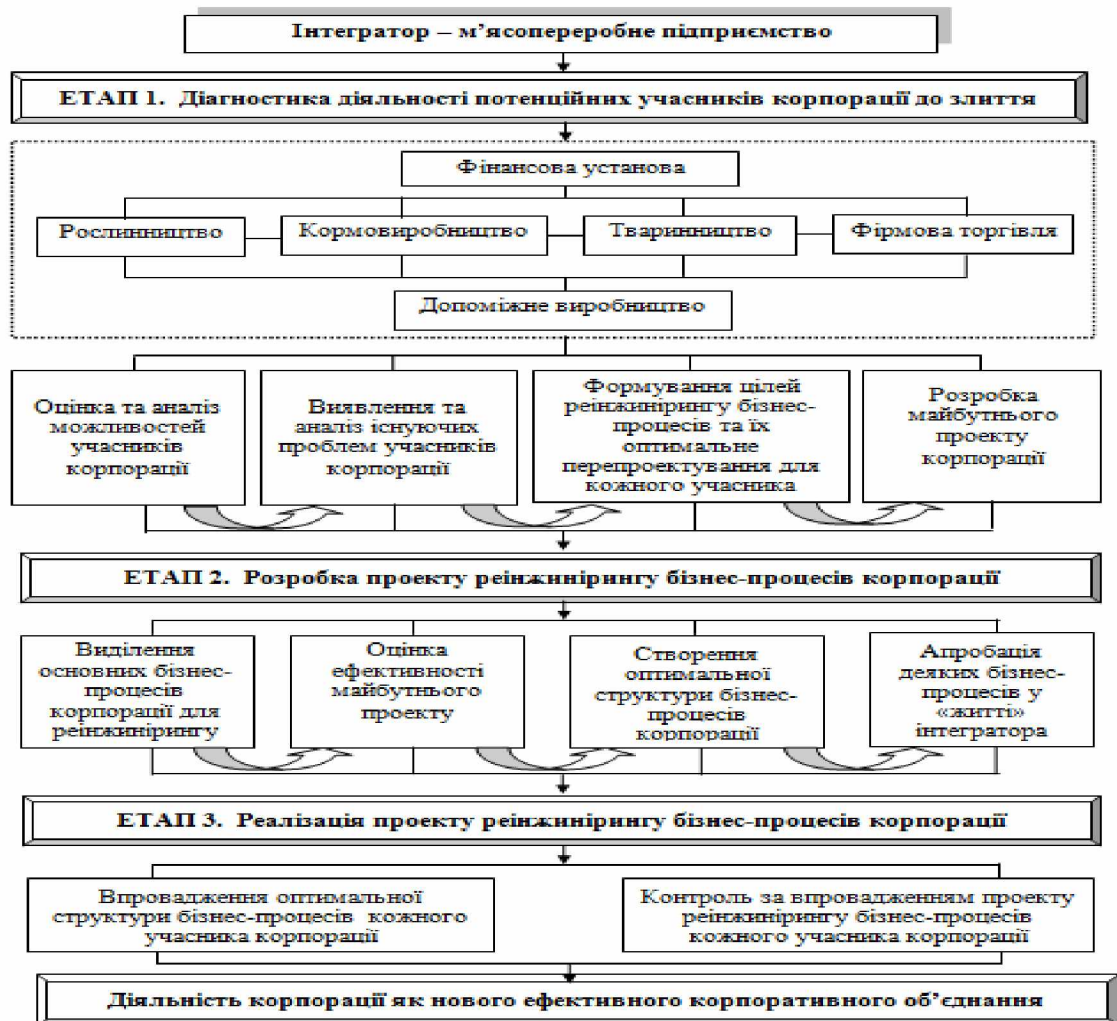 Інтегратор – м’ясопереробне підприємство
ЕТАП 1. Діагностика діяльності потенційних учасників корпорації до злиття
Фінансова установа
Рослинництво
Кормовиробництво
Тваринництво
Фірмова торгівля
Допоміжне виробництво
Оцінка та аналіз
можливостей
учасників
корпорації
Виявлення та
аналіз існуючих
проблем учасників
корпорації
Формування цілей
реінжинірингу бізнес-
процесів та їх
оптимальне
перепроектування для
кожного учасника
Розробка
майбутнього
проекту
корпорації
ЕТАП 2. Розробка проекту реінжинірингу бізнес-процесів корпорації
Виділення
основних бізнес-
процесів
корпорації для
реінжинірингу
Оцінка
ефективності
майбутнього
проекту
Створення
оптимальної
структури бізнес-
процесів
корпорації
Апробація
деяких бізнес-
процесів у
«житті»
інтегратора
ЕТАП 3. Реалізація проекту реінжинірингу бізнес-процесів корпорації
Впровадження оптимальної
структури бізнес-процесів кожного
учасника корпорації
Контроль за впровадженням проекту
реінжинірингу бізнес-процесів
кожного учасника корпорації
Діяльність корпорації як нового ефективного корпоративного об’єднання